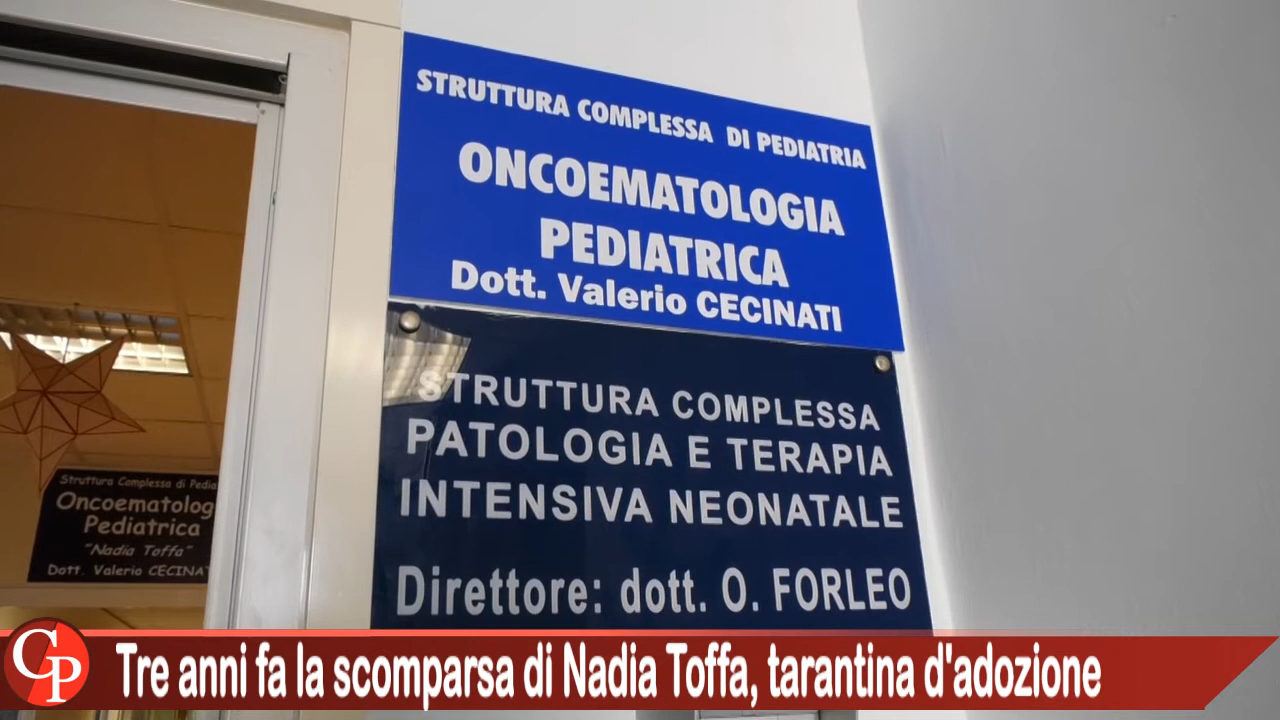 STRUTTURA COMPLESSA DI PEDIATRIA
ONCOEMATOLOGIA
PEDIATRICA
Dott. Valerio CECINATI
STRUTTURA COMPLESSA
PATOLOGIA E TERAPIA
INTENSIVA NEONATALE
Direttore: dott. O. FORLEO
Struttura Complessa di Pedia
Oncoematolog
Pediatrica
"Nadia Toffa"
Dott. Valerio CECINAT
CP
Tre anni fa la scomparsa di Nadia Toffa, tarantina d'adozione